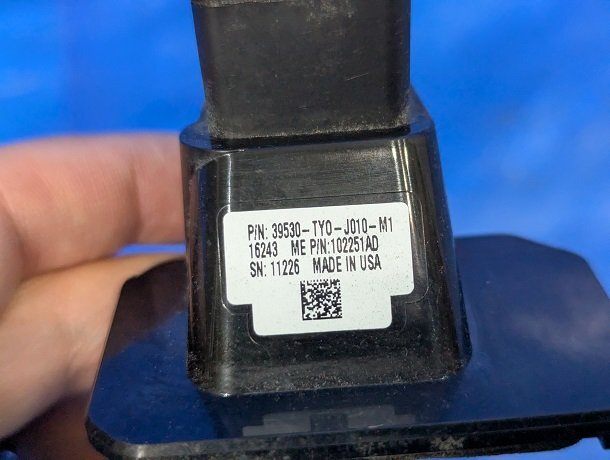 P/N: 39530-TYO-J010-M1
16243 ME P/N:102251AD
SN: 11226 MADE IN USA